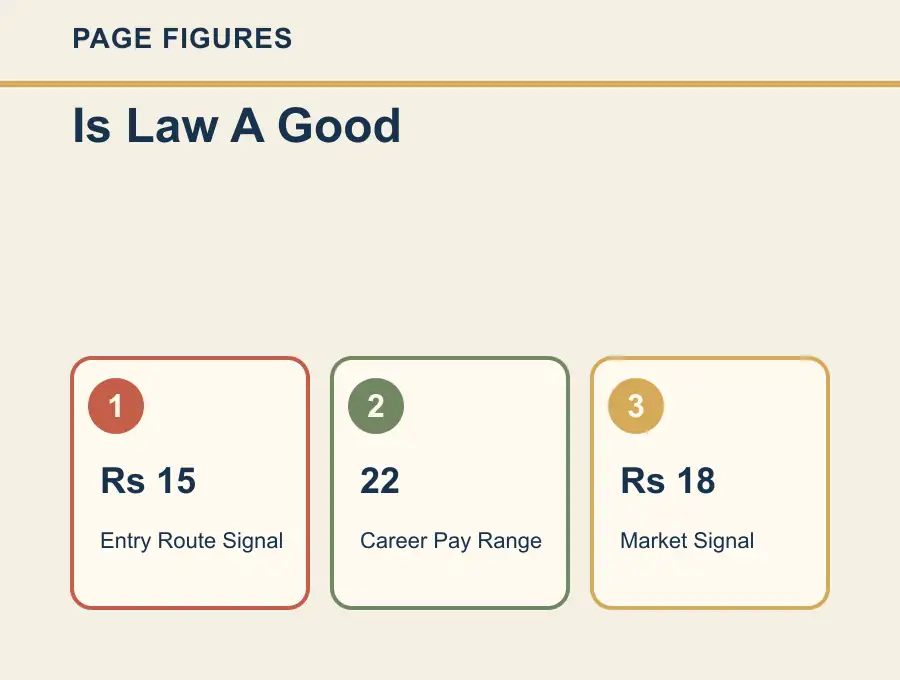 PAGE FIGURES
Is Law A Good
1
Rs 15
Entry Route Signal
2
22
Career Pay Range
3
Rs 18
Market Signal